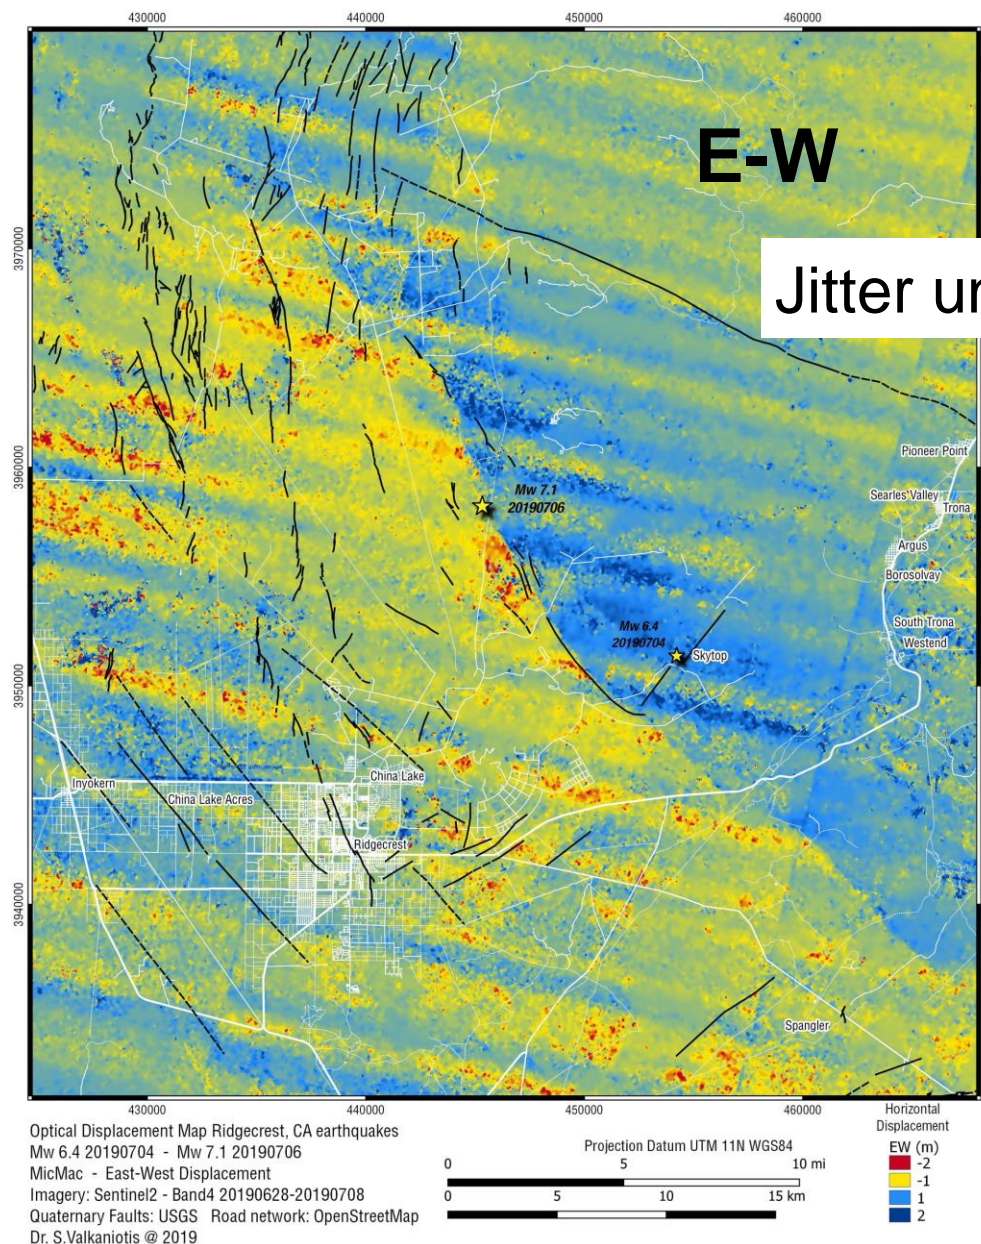 430000 440000 450000 460000
E-W
3970000
Jitter
Pioneer Point
3960000
Mw 7.1
20190706
Searles Valley
Trona
Argus
Borosolvay
Mw 6.4
20190704
South Trona
Westend
Skytop
3950000
China Lake
Inyokern
China Lake Acres
Ridgecrest
3940000
Spangler
430000 440000 450000 460000
Horizontal
Displacement
Optical Displacement Map Ridgecrest, CA earthquakes
Mw 6.4 20190704 - Mw 7.1 20190706
MicMac - East-West Displacement
Imagery: Sentinel2 - Band4 20190628-20190708
Quaternary Faults: USGS Road network: OpenStreetMap
Dr. S.Valkaniotis @ 2019
Projection Datum UTM 11N WGS84
0 5 10 mi
0 5 10 15 km
EW (m)
-2
-1
1
2